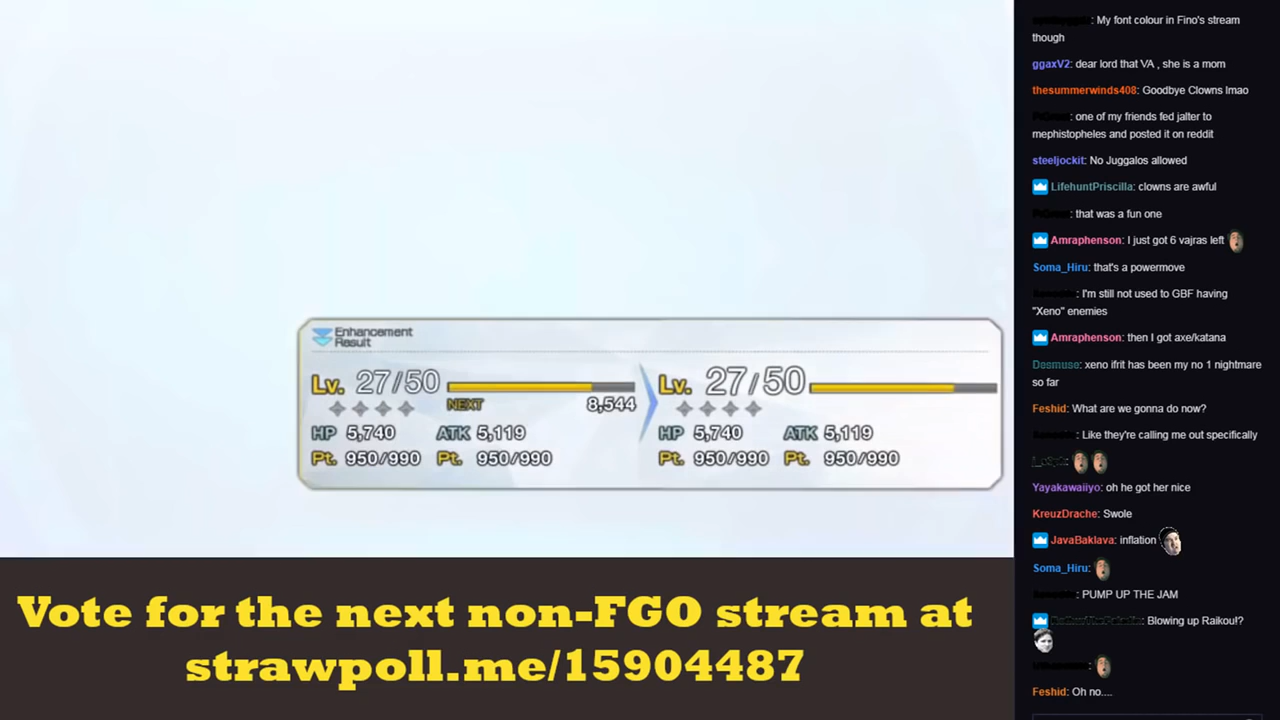 Enhancement
Result
Lv. 27/50
NEXT 8,544
HP 5,740 ATK 5,119
Pt. 950/990 Pt. 950/990
Lv. 27/50
HP 5,740 ATK 5,119
Pt. 950/990 Pt. 950/990
Vote for the next non-FGO stream at
strawpoll.me/15904487
: My font colour in Fino's stream
though
ggaxV2: dear lord that VA , she is a mom
thesummerwinds408: Goodbye Clowns lmao
: one of my friends fed jalter to
mephistopheles and posted it on reddit
steeljockit: No Juggalos allowed
LifehuntPriscilla: clowns are awful
: that was a fun one
Amraphenson: I just got 6 vajras left
Soma_Hiru: that's a powermove
: I'm still not used to GBF having
"Xeno" enemies
Amraphenson: then I got axe/katana
Desmuse: xeno ifrit has been my no 1 nightmare
so far
Feshid: What are we gonna do now?
: Like they're calling me out specifically
Yayakawaiiyo: oh he got her nice
KreuzDrache: Swole
JavaBaklava: inflation
Soma_Hiru:
: PUMP UP THE JAM
: Blowing up Raikou!?
Feshid: Oh no....